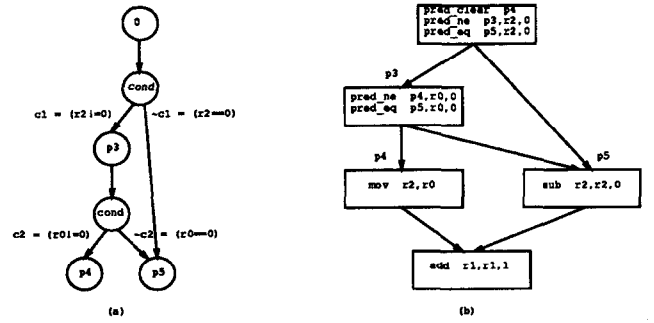 0
cond
c1 = (r2!=0)
~c1 = (r2==0)
p3
cond
c2 = (r0!=0)
~c2 = (r0==0)
p4
p5
(a)
pred_clear p4
pred_ne p3,r2,0
pred_eq p5,r2,0
p3
pred_ne p4,r0,0
pred_eq p5,r0,0
p4
p5
mov r2,r0
sub r2,r2,0
add r1,r1,1
(b)